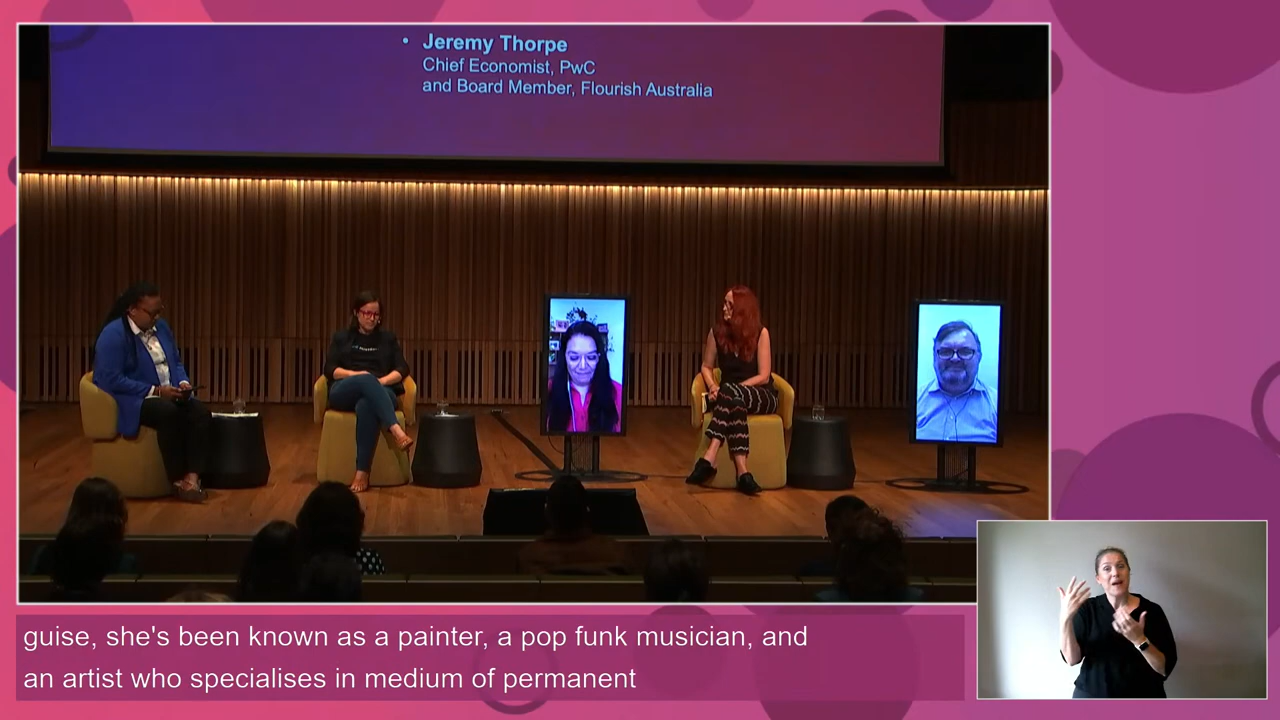 • Jeremy Thorpe
Chief Economist, PwC
and Board Member, Flourish Australia
guise, she's been known as a painter, a pop funk musician, and
an artist who specialises in medium of permanent